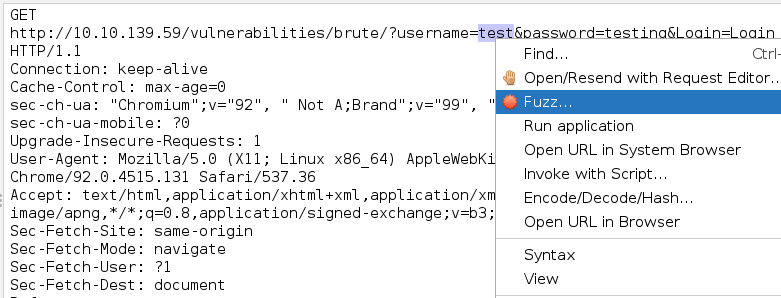 GET
http://10.10.139.59/vulnerabilities/brute/?username=test&password=testing&Login=Login
HTTP/1.1
Connection: keep-alive
Cache-Control: max-age=0
sec-ch-ua: "Chromium";v="92", " Not A;Brand";v="99", "
sec-ch-ua-mobile: ?0
Upgrade-Insecure-Requests: 1
User-Agent: Mozilla/5.0 (X11; Linux x86_64) AppleWebKi
Chrome/92.0.4515.131 Safari/537.36
Accept: text/html,application/xhtml+xml,application/xm
image/apng,*/*;q=0.8,application/signed-exchange;v=b3;
Sec-Fetch-Site: same-origin
Sec-Fetch-Mode: navigate
Sec-Fetch-User: ?1
Sec-Fetch-Dest: document
Find... Ctrl-
Open/Resend with Request Editor...
Fuzz...
Run application
Open URL in System Browser
Invoke with Script...
Encode/Decode/Hash...
Open URL in Browser
Syntax
View